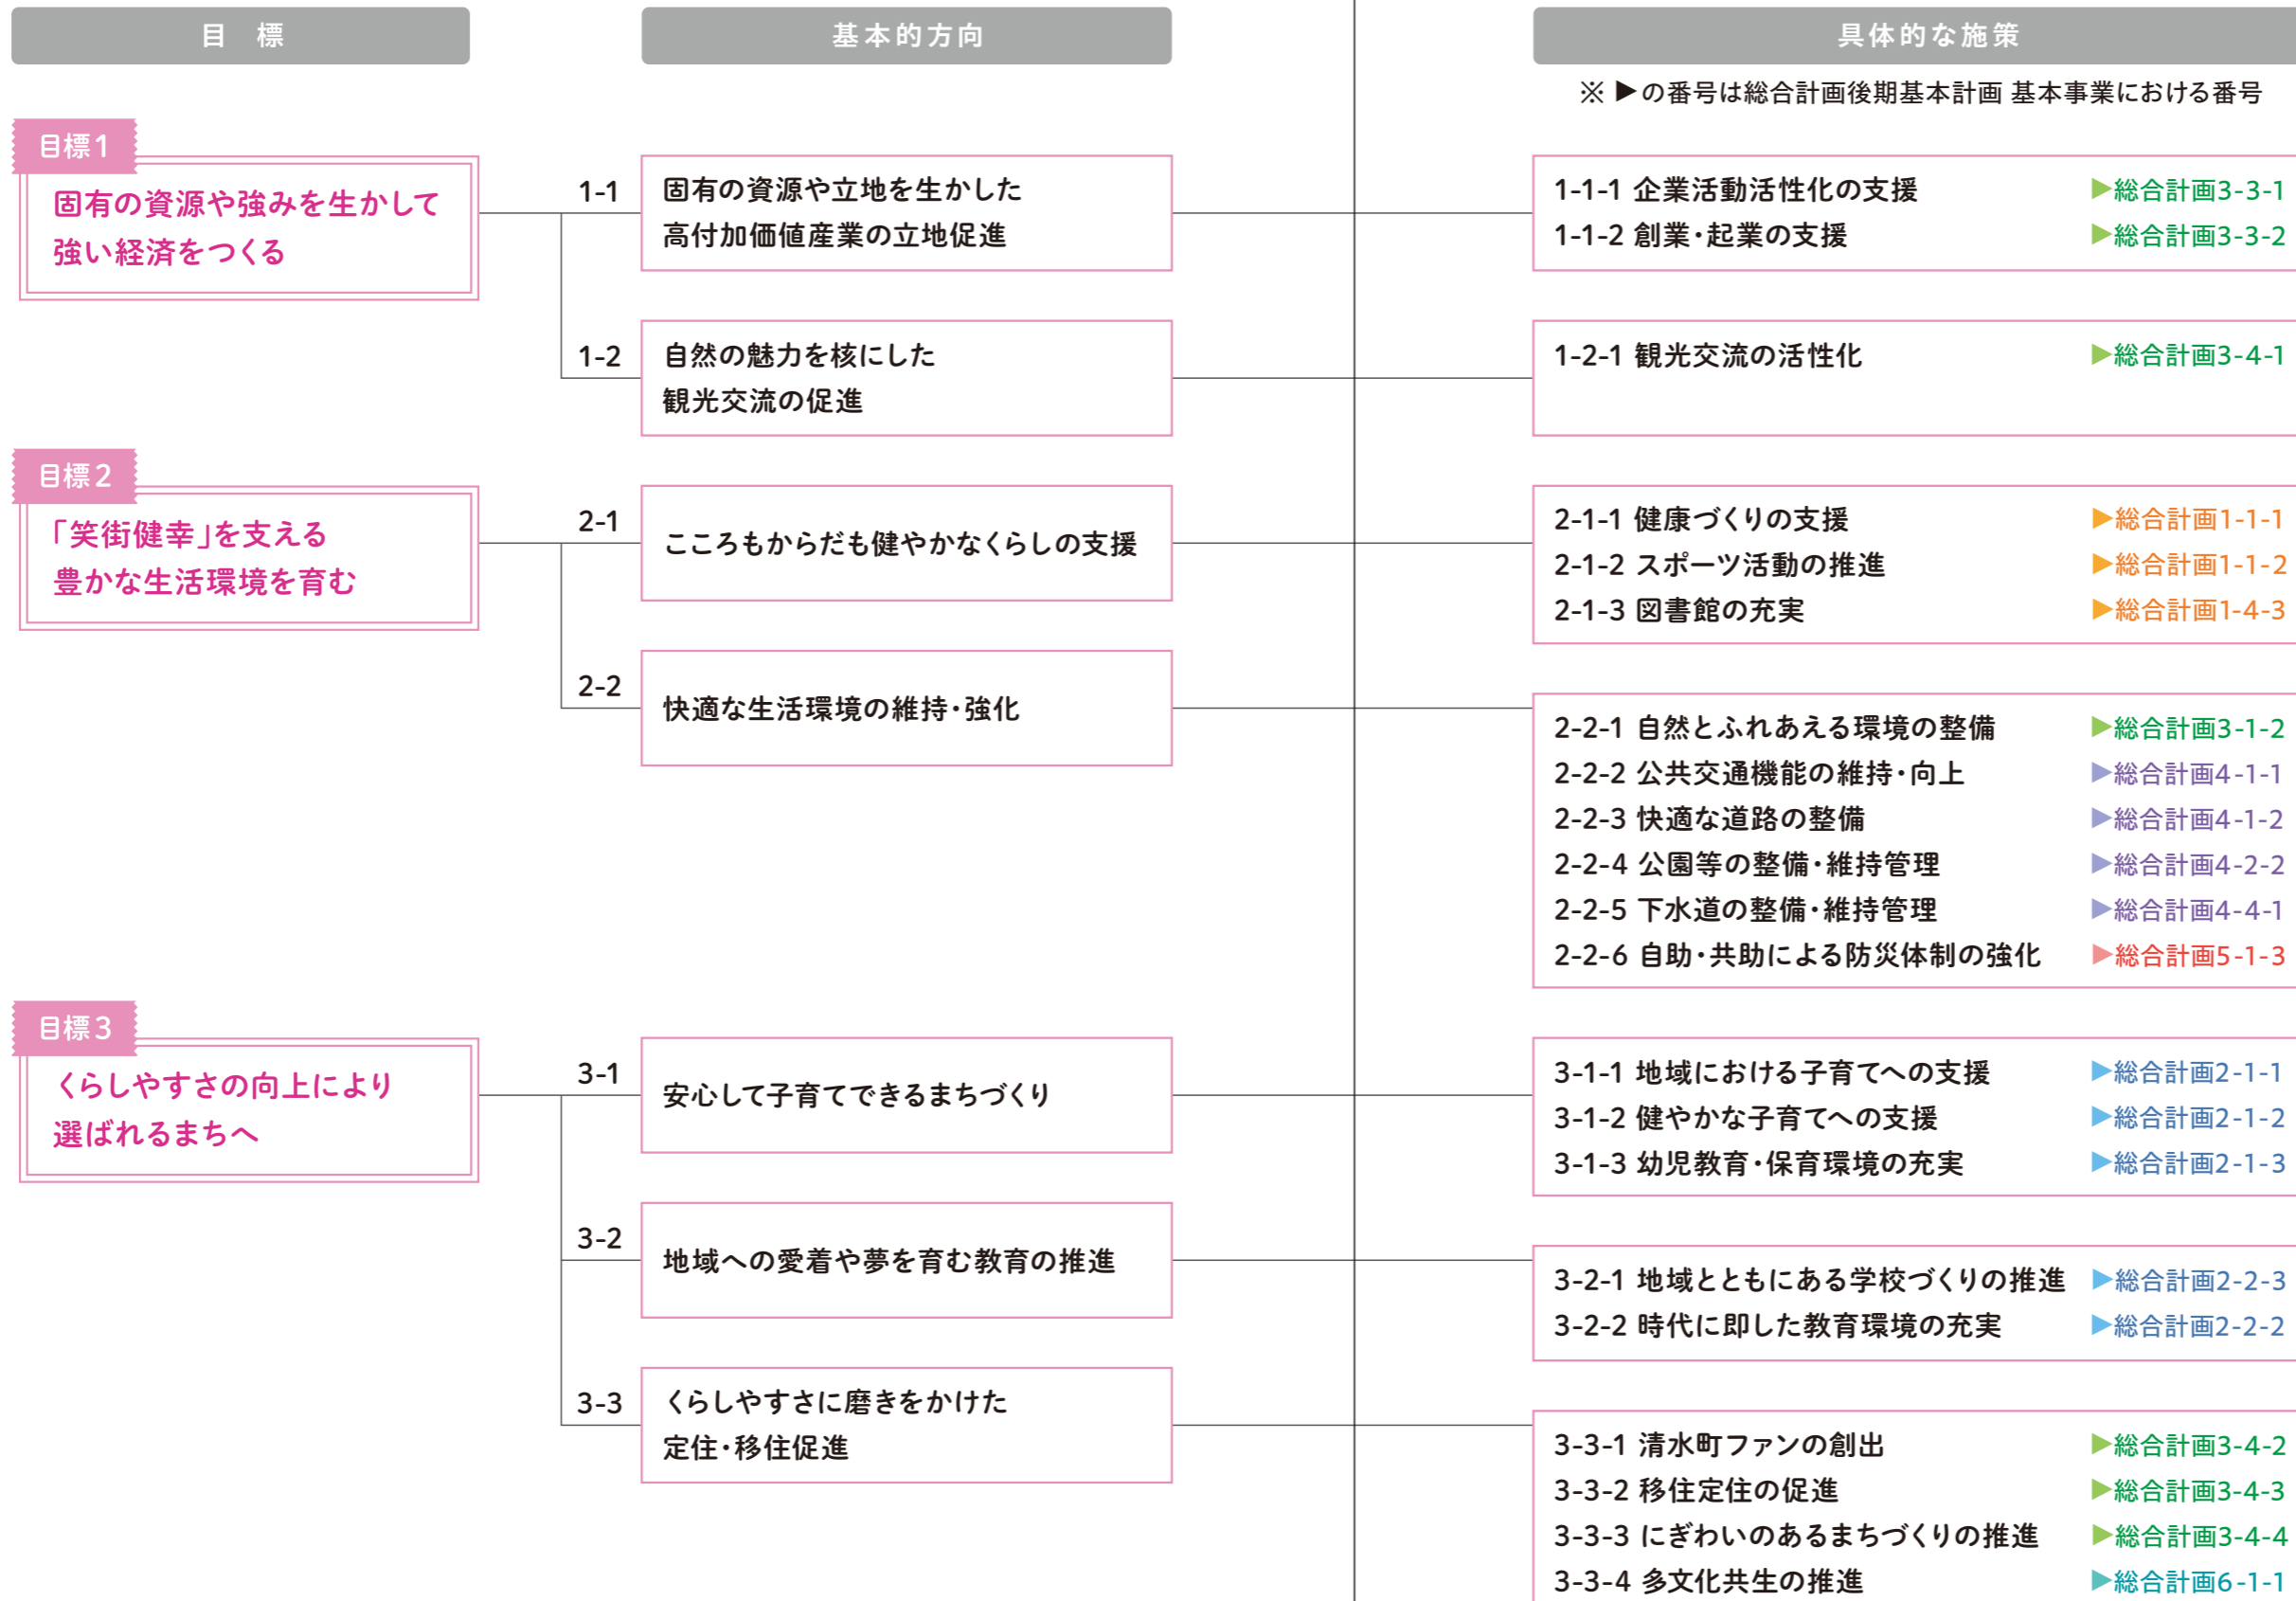 目 標
基本的方向
具体的な施策
※ ▶の番号は総合計画後期基本計画 基本事業における番号
目標1
固有の資源や強みを生かして
強い経済をつくる
1-1
固有の資源や立地を生かした
高付加価値産業の立地促進
1-1-1 企業活動活性化の支援 ▶総合計画3-3-1
1-1-2 創業・起業の支援 ▶総合計画3-3-2
1-2
自然の魅力を核にした
観光交流の促進
1-2-1 観光交流の活性化 ▶総合計画3-4-1
目標2
「笑街健幸」を支える
豊かな生活環境を育む
2-1
こころもからだも健やかなくらしの支援
2-1-1 健康づくりの支援 ▶総合計画1-1-1
2-1-2 スポーツ活動の推進 ▶総合計画1-1-2
2-1-3 図書館の充実 ▶総合計画1-4-3
2-2
快適な生活環境の維持・強化
2-2-1 自然とふれあえる環境の整備 ▶総合計画3-1-2
2-2-2 公共交通機能の維持・向上 ▶総合計画4-1-1
2-2-3 快適な道路の整備 ▶総合計画4-1-2
2-2-4 公園等の整備・維持管理 ▶総合計画4-2-2
2-2-5 下水道の整備・維持管理 ▶総合計画4-4-1
2-2-6 自助・共助による防災体制の強化 ▶総合計画5-1-3
目標3
くらしやすさの向上により
選ばれるまちへ
3-1
安心して子育てできるまちづくり
3-1-1 地域における子育てへの支援 ▶総合計画2-1-1
3-1-2 健やかな子育てへの支援 ▶総合計画2-1-2
3-1-3 幼児教育・保育環境の充実 ▶総合計画2-1-3
3-2
地域への愛着や夢を育む教育の推進
3-2-1 地域とともにある学校づくりの推進 ▶総合計画2-2-3
3-2-2 時代に即した教育環境の充実 ▶総合計画2-2-2
3-3
くらしやすさに磨きをかけた
定住・移住促進
3-3-1 清水町ファンの創出 ▶総合計画3-4-2
3-3-2 移住定住の促進 ▶総合計画3-4-3
3-3-3 にぎわいのあるまちづくりの推進 ▶総合計画3-4-4
3-3-4 多文化共生の推進 ▶総合計画6-1-1